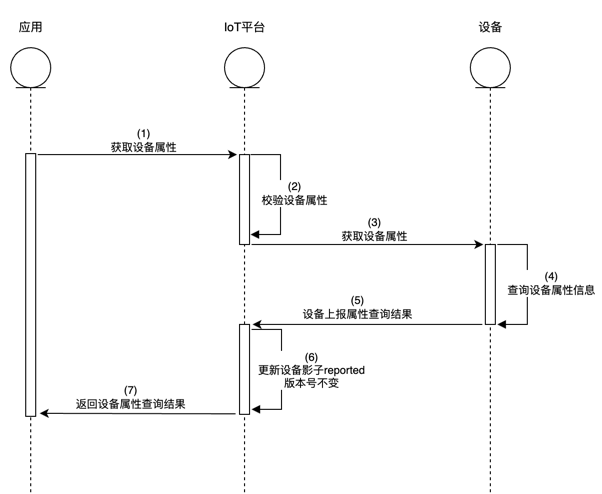 应用
IoT平台
设备
(1)
获取设备属性
(2)
校验设备属性
(3)
获取设备属性
(4)
查询设备属性信息
(5)
设备上报属性查询结果
(6)
更新设备影子reported
版本号不变
(7)
返回设备属性查询结果